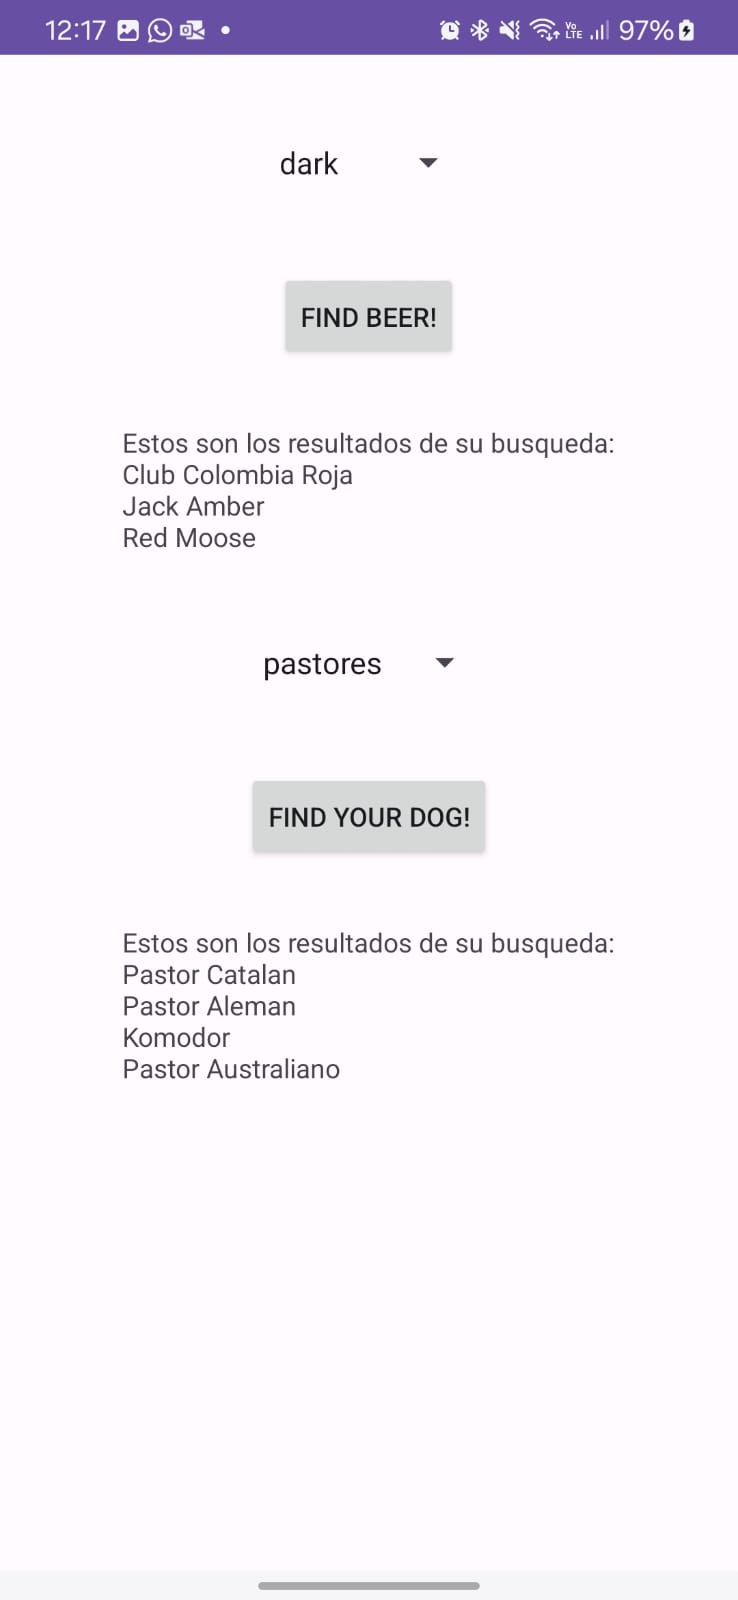 12:17
Vo
LTE
97%
dark
FIND BEER!
Estos son los resultados de su busqueda:
Club Colombia Roja
Jack Amber
Red Moose
pastores
FIND YOUR DOG!
Estos son los resultados de su busqueda:
Pastor Catalan
Pastor Aleman
Komodor
Pastor Australiano